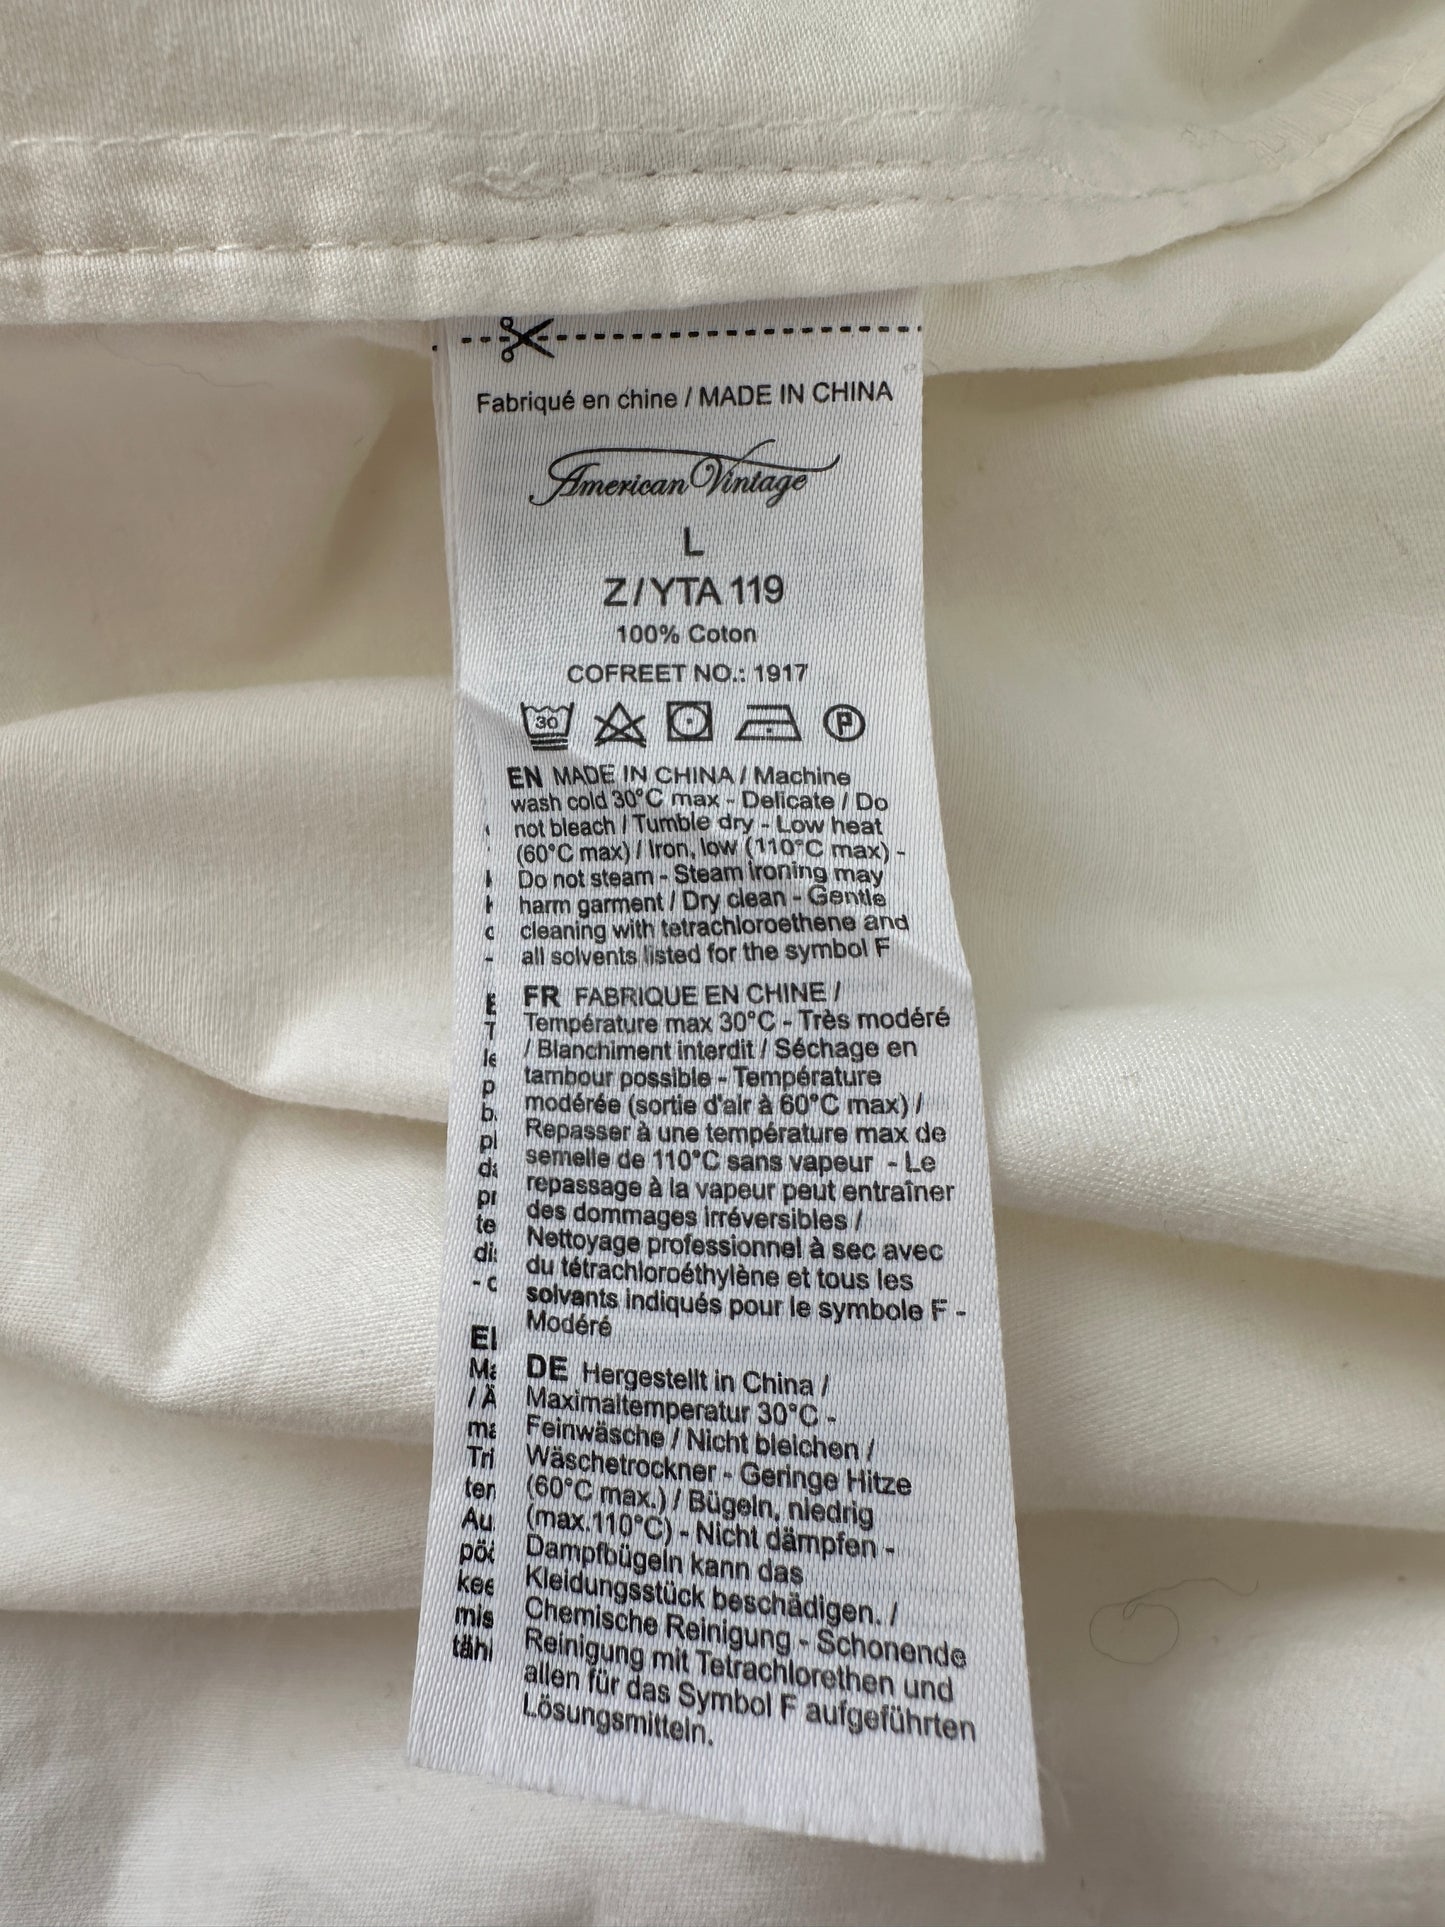 Fabriqué en chine / MADE IN CHINA
American Vintage
L
Z/YTA 119
100% Coton
COFREET NO.: 1917
30
P
EN MADE IN CHINA / Machine
wash cold 30°C max - Delicate / Do
not bleach / Tumble dry - Low heat
(60°C max) / Iron, low (110°C max) -
Do not steam - Steam ironing may
harm garment / Dry clean - Gentle
cleaning with tetrachloroethene and
all solvents listed for the symbol F
FR FABRIQUE EN CHINE /
Température max 30°C - Très modéré
/ Blanchiment interdit / Séchage en
tambour possible - Température
modérée (sortie d'air à 60°C max) /
Repasser à une température max de
semelle de 110°C sans vapeur - Le
repassage à la vapeur peut entraîner
des dommages irréversibles /
Nettoyage professionnel à sec avec
du tétrachloroéthylène et tous les
solvants indiqués pour le symbole F -
Modéré
DE Hergestellt in China /
Maximaltemperatur 30°C -
Feinwäsche / Nicht bleichen /
Wäschetrockner - Geringe Hitze
(60°C max.) / Bügeln, niedrig
(max.110°C) - Nicht dämpfen -
Dampfbügeln kann das
Kleidungsstück beschädigen. /
Chemische Reinigung - Schonende
Reinigung mit Tetrachlorethen und
allen für das Symbol F aufgeführten
Lösungsmitteln.